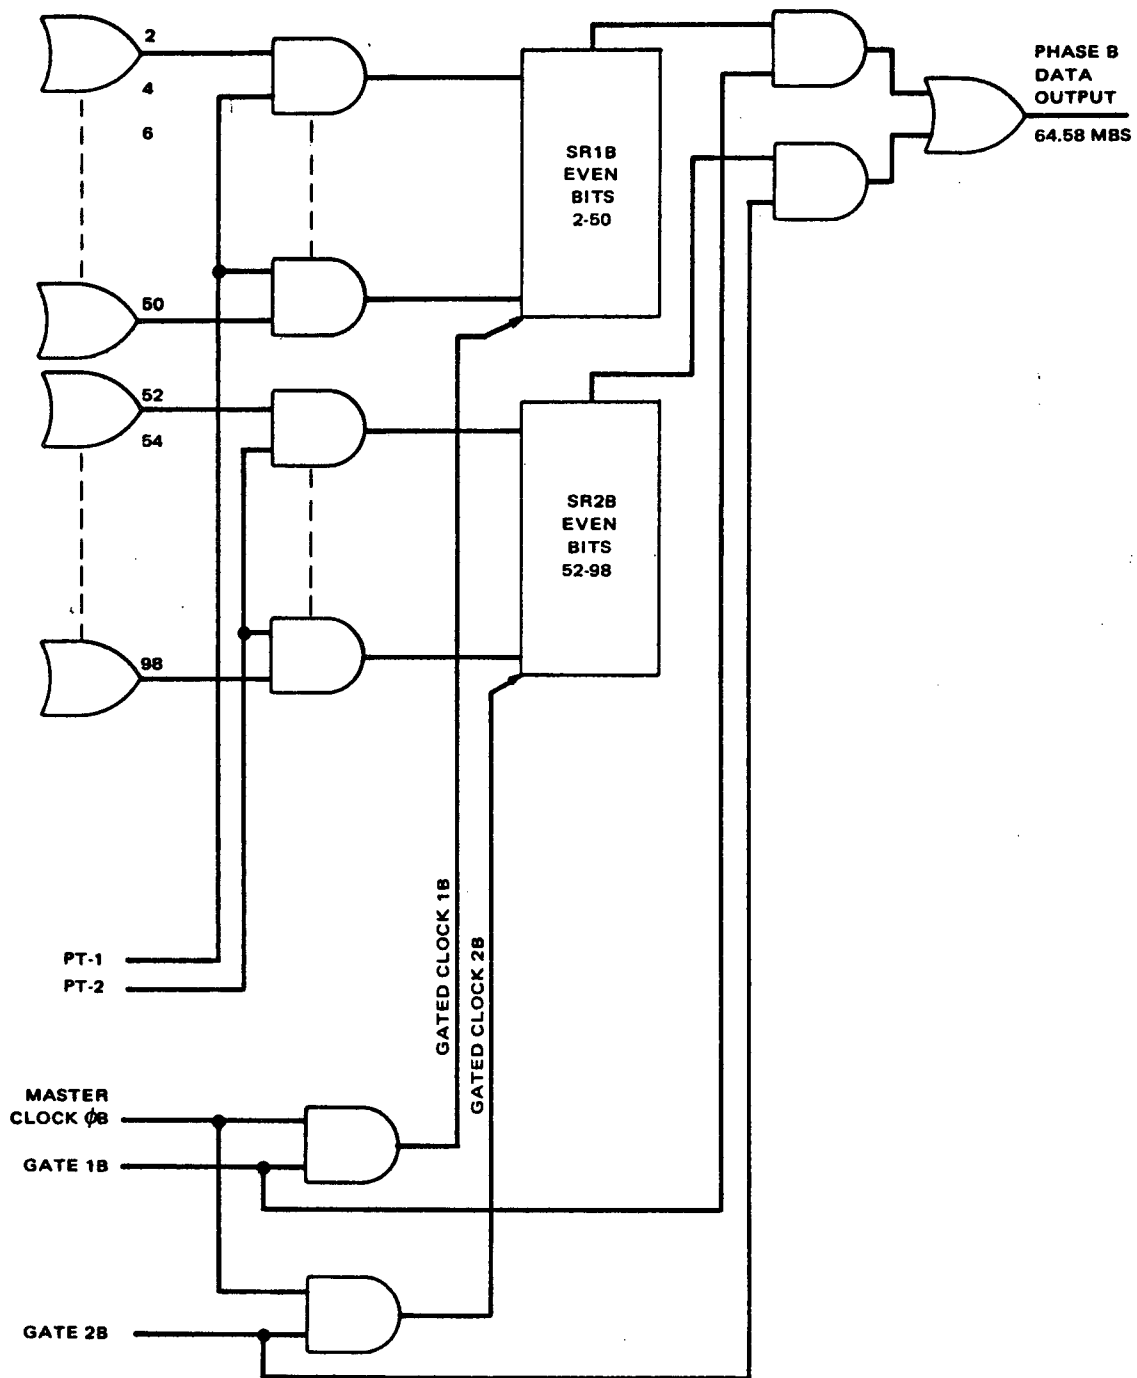 2
4
6
50
52
54
98
SR1B
EVEN
BITS
2-50
SR2B
EVEN
BITS
52-98
PHASE B
DATA
OUTPUT
64.58 MBS
PT-1
PT-2
GATED CLOCK 1B
GATED CLOCK 2B
MASTER
CLOCK ϕB
GATE 1B
GATE 2B